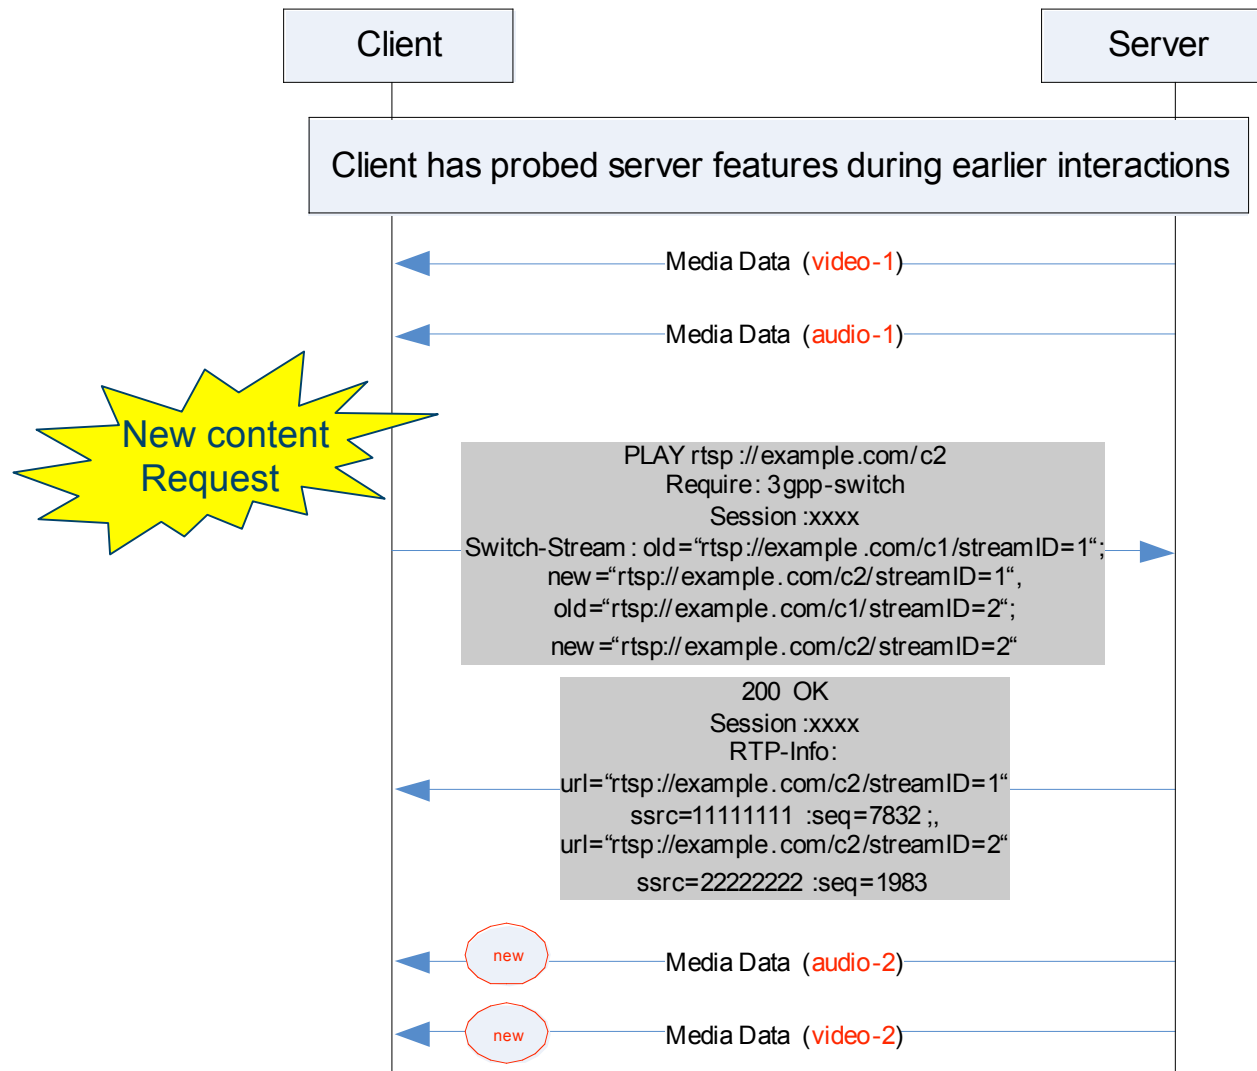 Client
Server
Client has probed server features during earlier interactions
Media Data (video-1)
Media Data (audio-1)
New content
Request
PLAY rtsp://example.com/c2
Require: 3gpp-switch
Session:xxxx
Switch-Stream: old=“rtsp://example.com/c1/streamID=1“;
new=“rtsp://example.com/c2/streamID=1“,
old=“rtsp://example.com/c1/streamID=2“;
new=“rtsp://example.com/c2/streamID=2“
200 OK
Session:xxxx
RTP-Info:
url=“rtsp://example.com/c2/streamID=1“
ssrc=11111111 :seq=7832;,
url=“rtsp://example.com/c2/streamID=2“
ssrc=22222222 :seq=1983
new
Media Data (audio-2)
new
Media Data (video-2)